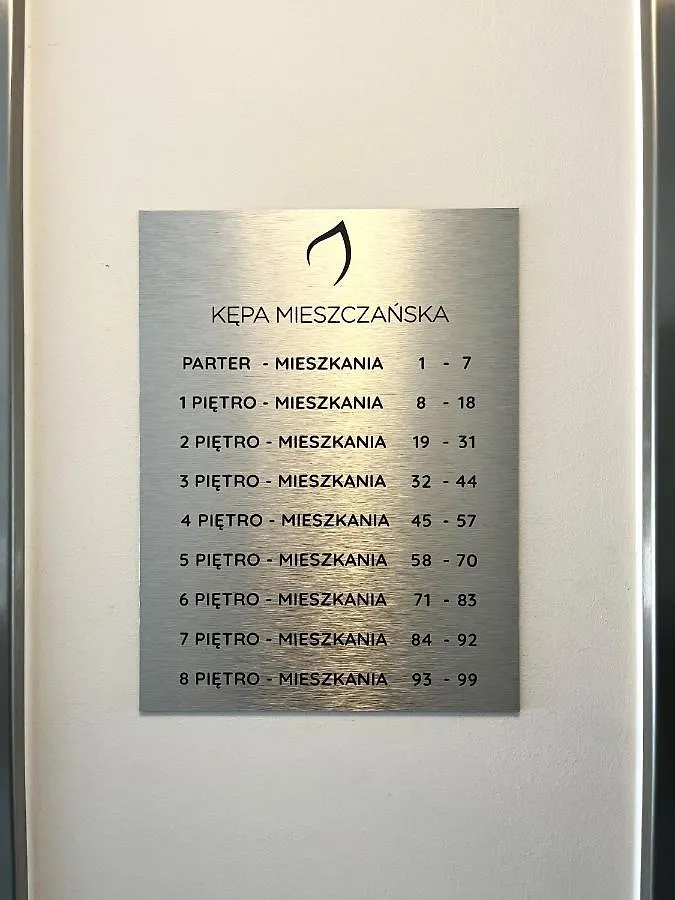 KĘPA MIESZCZAŃSKA
PARTER - MIESZKANIA 1 - 7
1 PIĘTRO - MIESZKANIA 8 - 18
2 PIĘTRO - MIESZKANIA 19 - 31
3 PIĘTRO - MIESZKANIA 32 - 44
4 PIĘTRO - MIESZKANIA 45 - 57
5 PIĘTRO - MIESZKANIA 58 - 70
6 PIĘTRO - MIESZKANIA 71 - 83
7 PIĘTRO - MIESZKANIA 84 - 92
8 PIĘTRO - MIESZKANIA 93 - 99